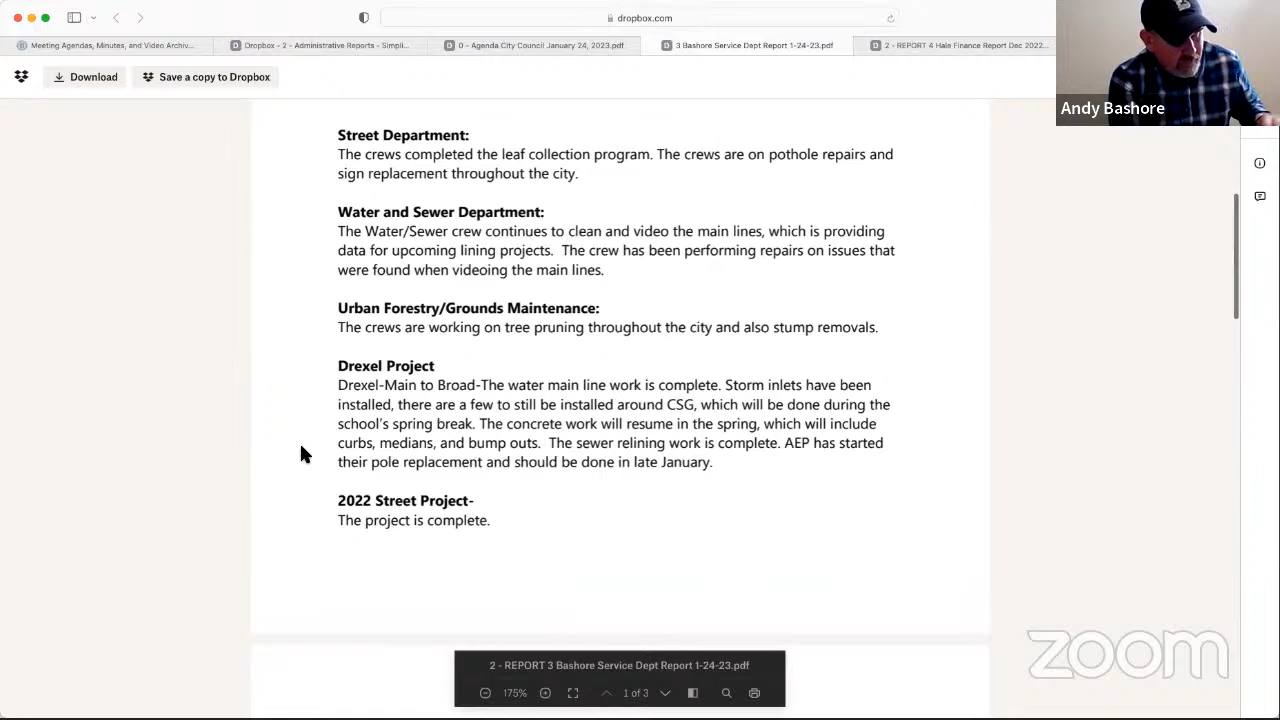 dropbox.com
Meeting Agendas, Minutes, and Video Archiv...
Dropbox - 2 - Administrative Reports - Simpli...
0 - Agenda City Council January 24, 2023.pdf
3 Bashore Service Dept Report 1-24-23.pdf
2 - REPORT 4 Hale Finance Report Dec 2022...
Download
Save a copy to Dropbox
Andy Bashore
Street Department:
The crews completed the leaf collection program. The crews are on pothole repairs and
sign replacement throughout the city.
Water and Sewer Department:
The Water/Sewer crew continues to clean and video the main lines, which is providing
data for upcoming lining projects.  The crew has been performing repairs on issues that
were found when videoing the main lines.
Urban Forestry/Grounds Maintenance:
The crews are working on tree pruning throughout the city and also stump removals.
Drexel Project
Drexel-Main to Broad-The water main line work is complete. Storm inlets have been
installed, there are a few to still be installed around CSG, which will be done during the
school's spring break. The concrete work will resume in the spring, which will include
curbs, medians, and bump outs.  The sewer relining work is complete. AEP has started
their pole replacement and should be done in late January.
2022 Street Project-
The project is complete.
2 - REPORT 3 Bashore Service Dept Report 1-24-23.pdf
175%
1 of 3
zoom